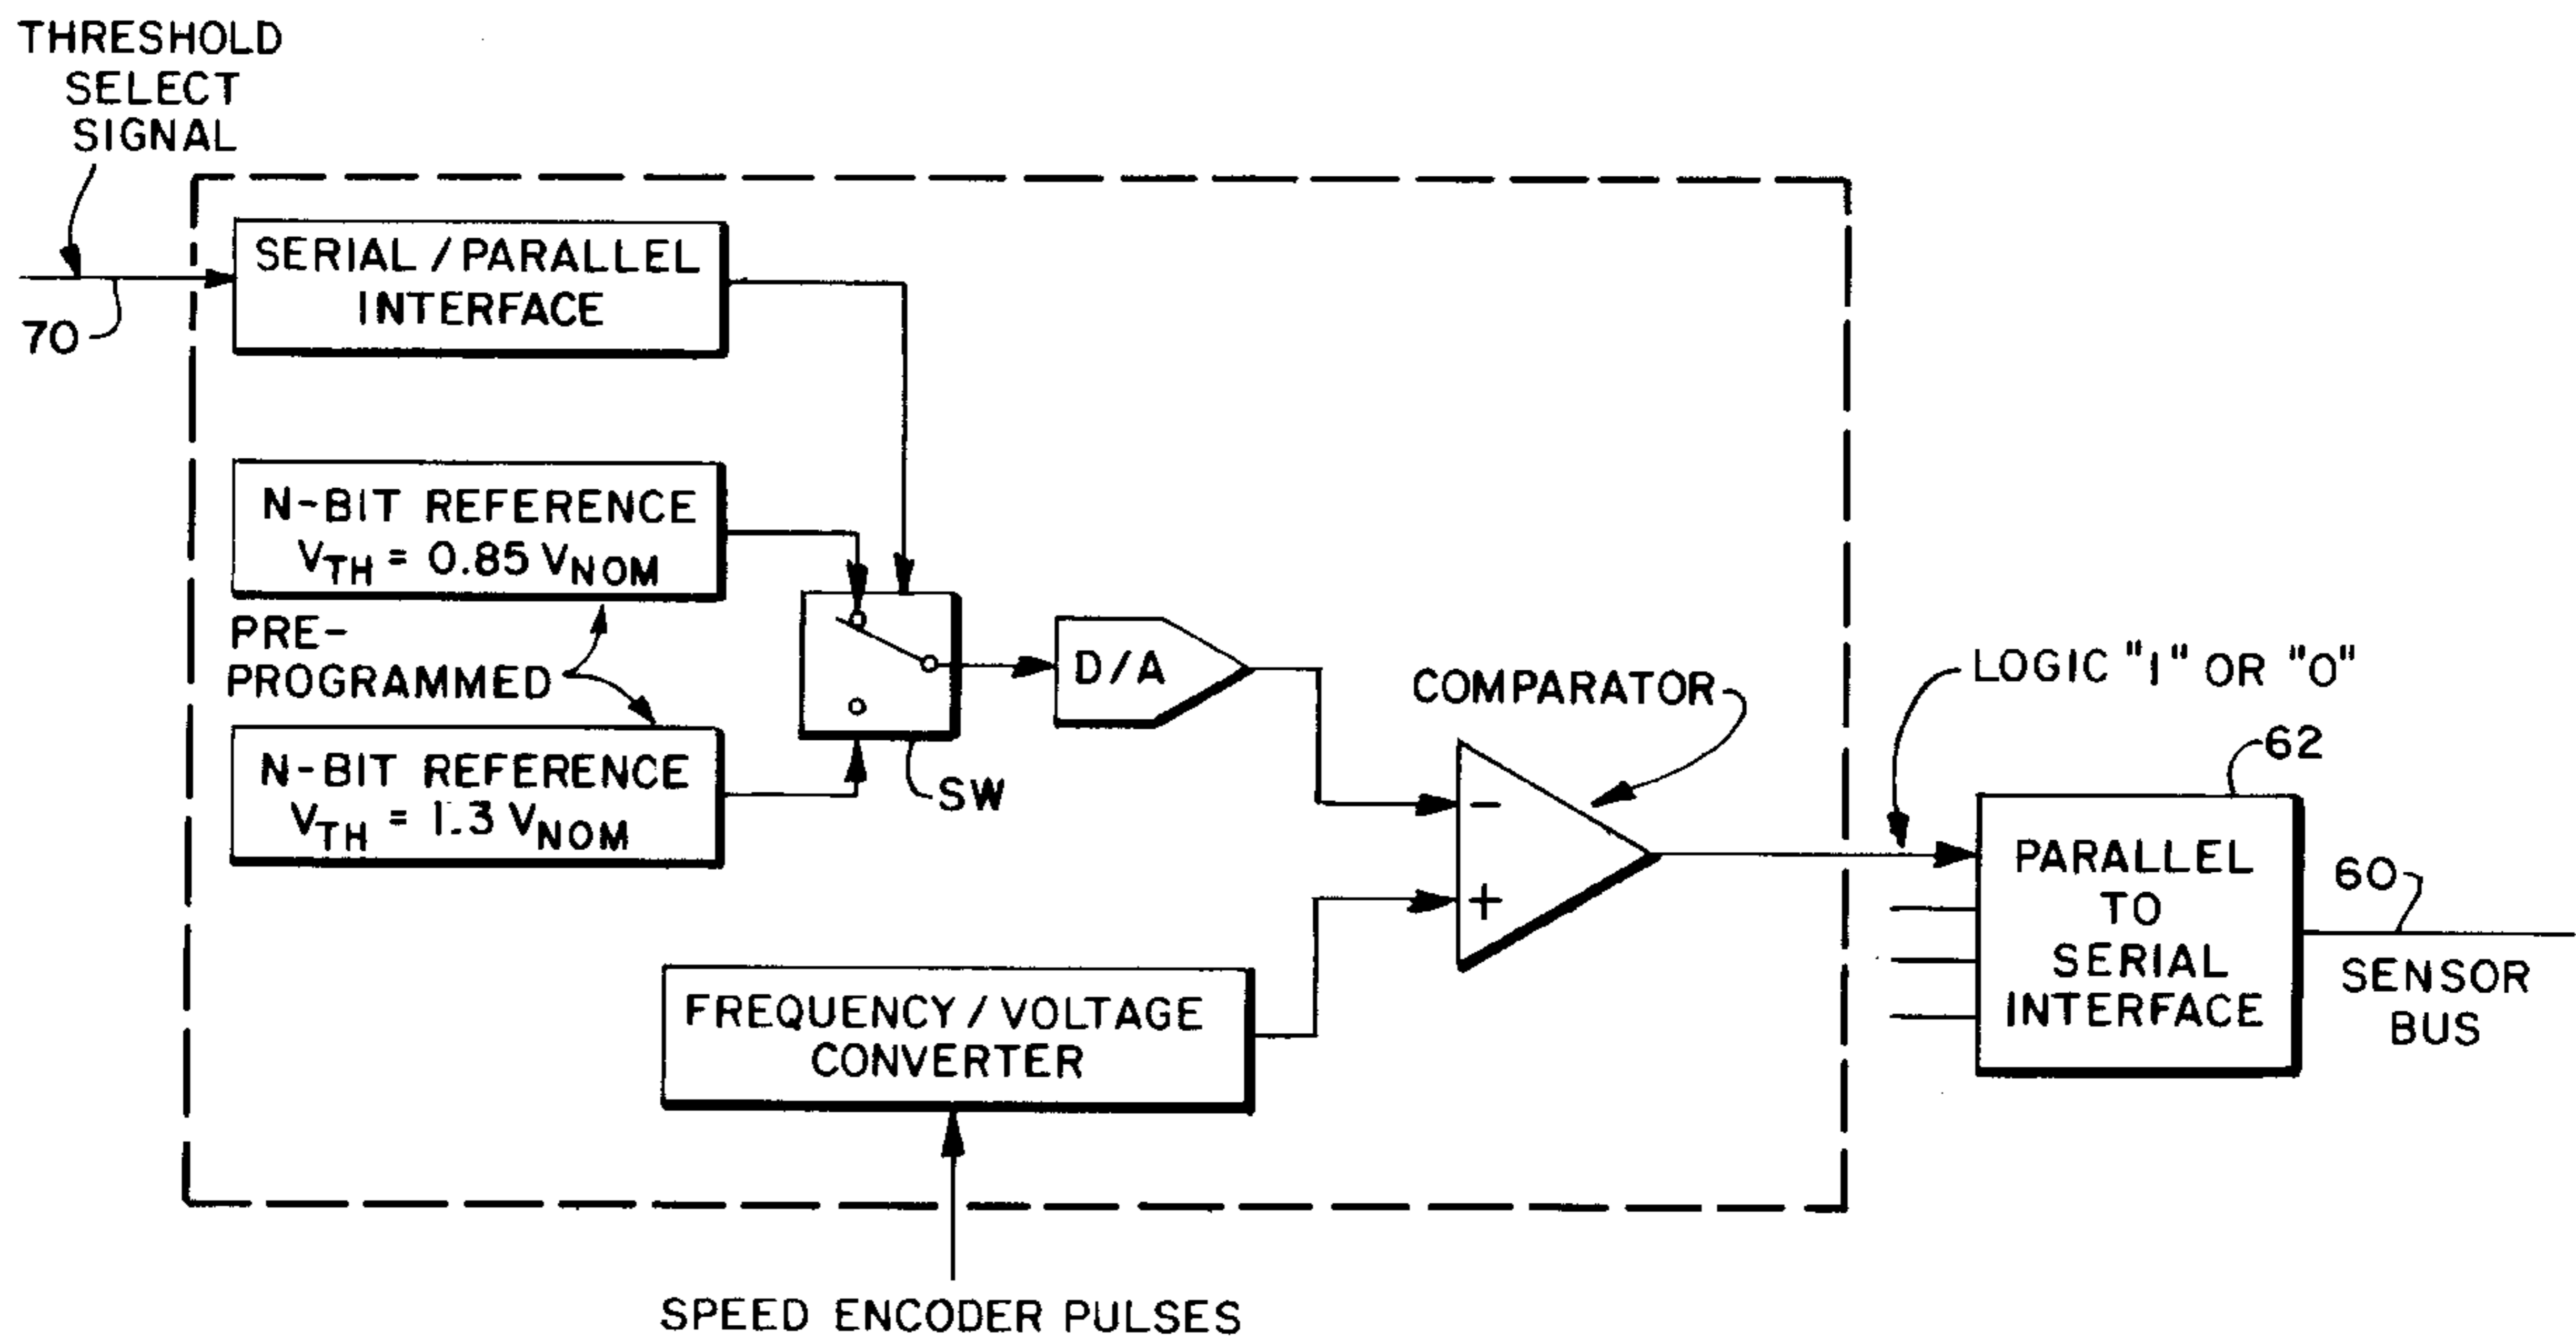 THRESHOLD
SELECT
SIGNAL
70
SERIAL / PARALLEL
INTERFACE
N-BIT REFERENCE
VTH = 0.85 VNOM
PRE-
PROGRAMMED
N-BIT REFERENCE
VTH = 1.3 VNOM
SW
D/A
COMPARATOR
−
+
FREQUENCY / VOLTAGE
CONVERTER
SPEED ENCODER PULSES
LOGIC "1" OR "0"
62
PARALLEL
TO
SERIAL
INTERFACE
60
SENSOR
BUS